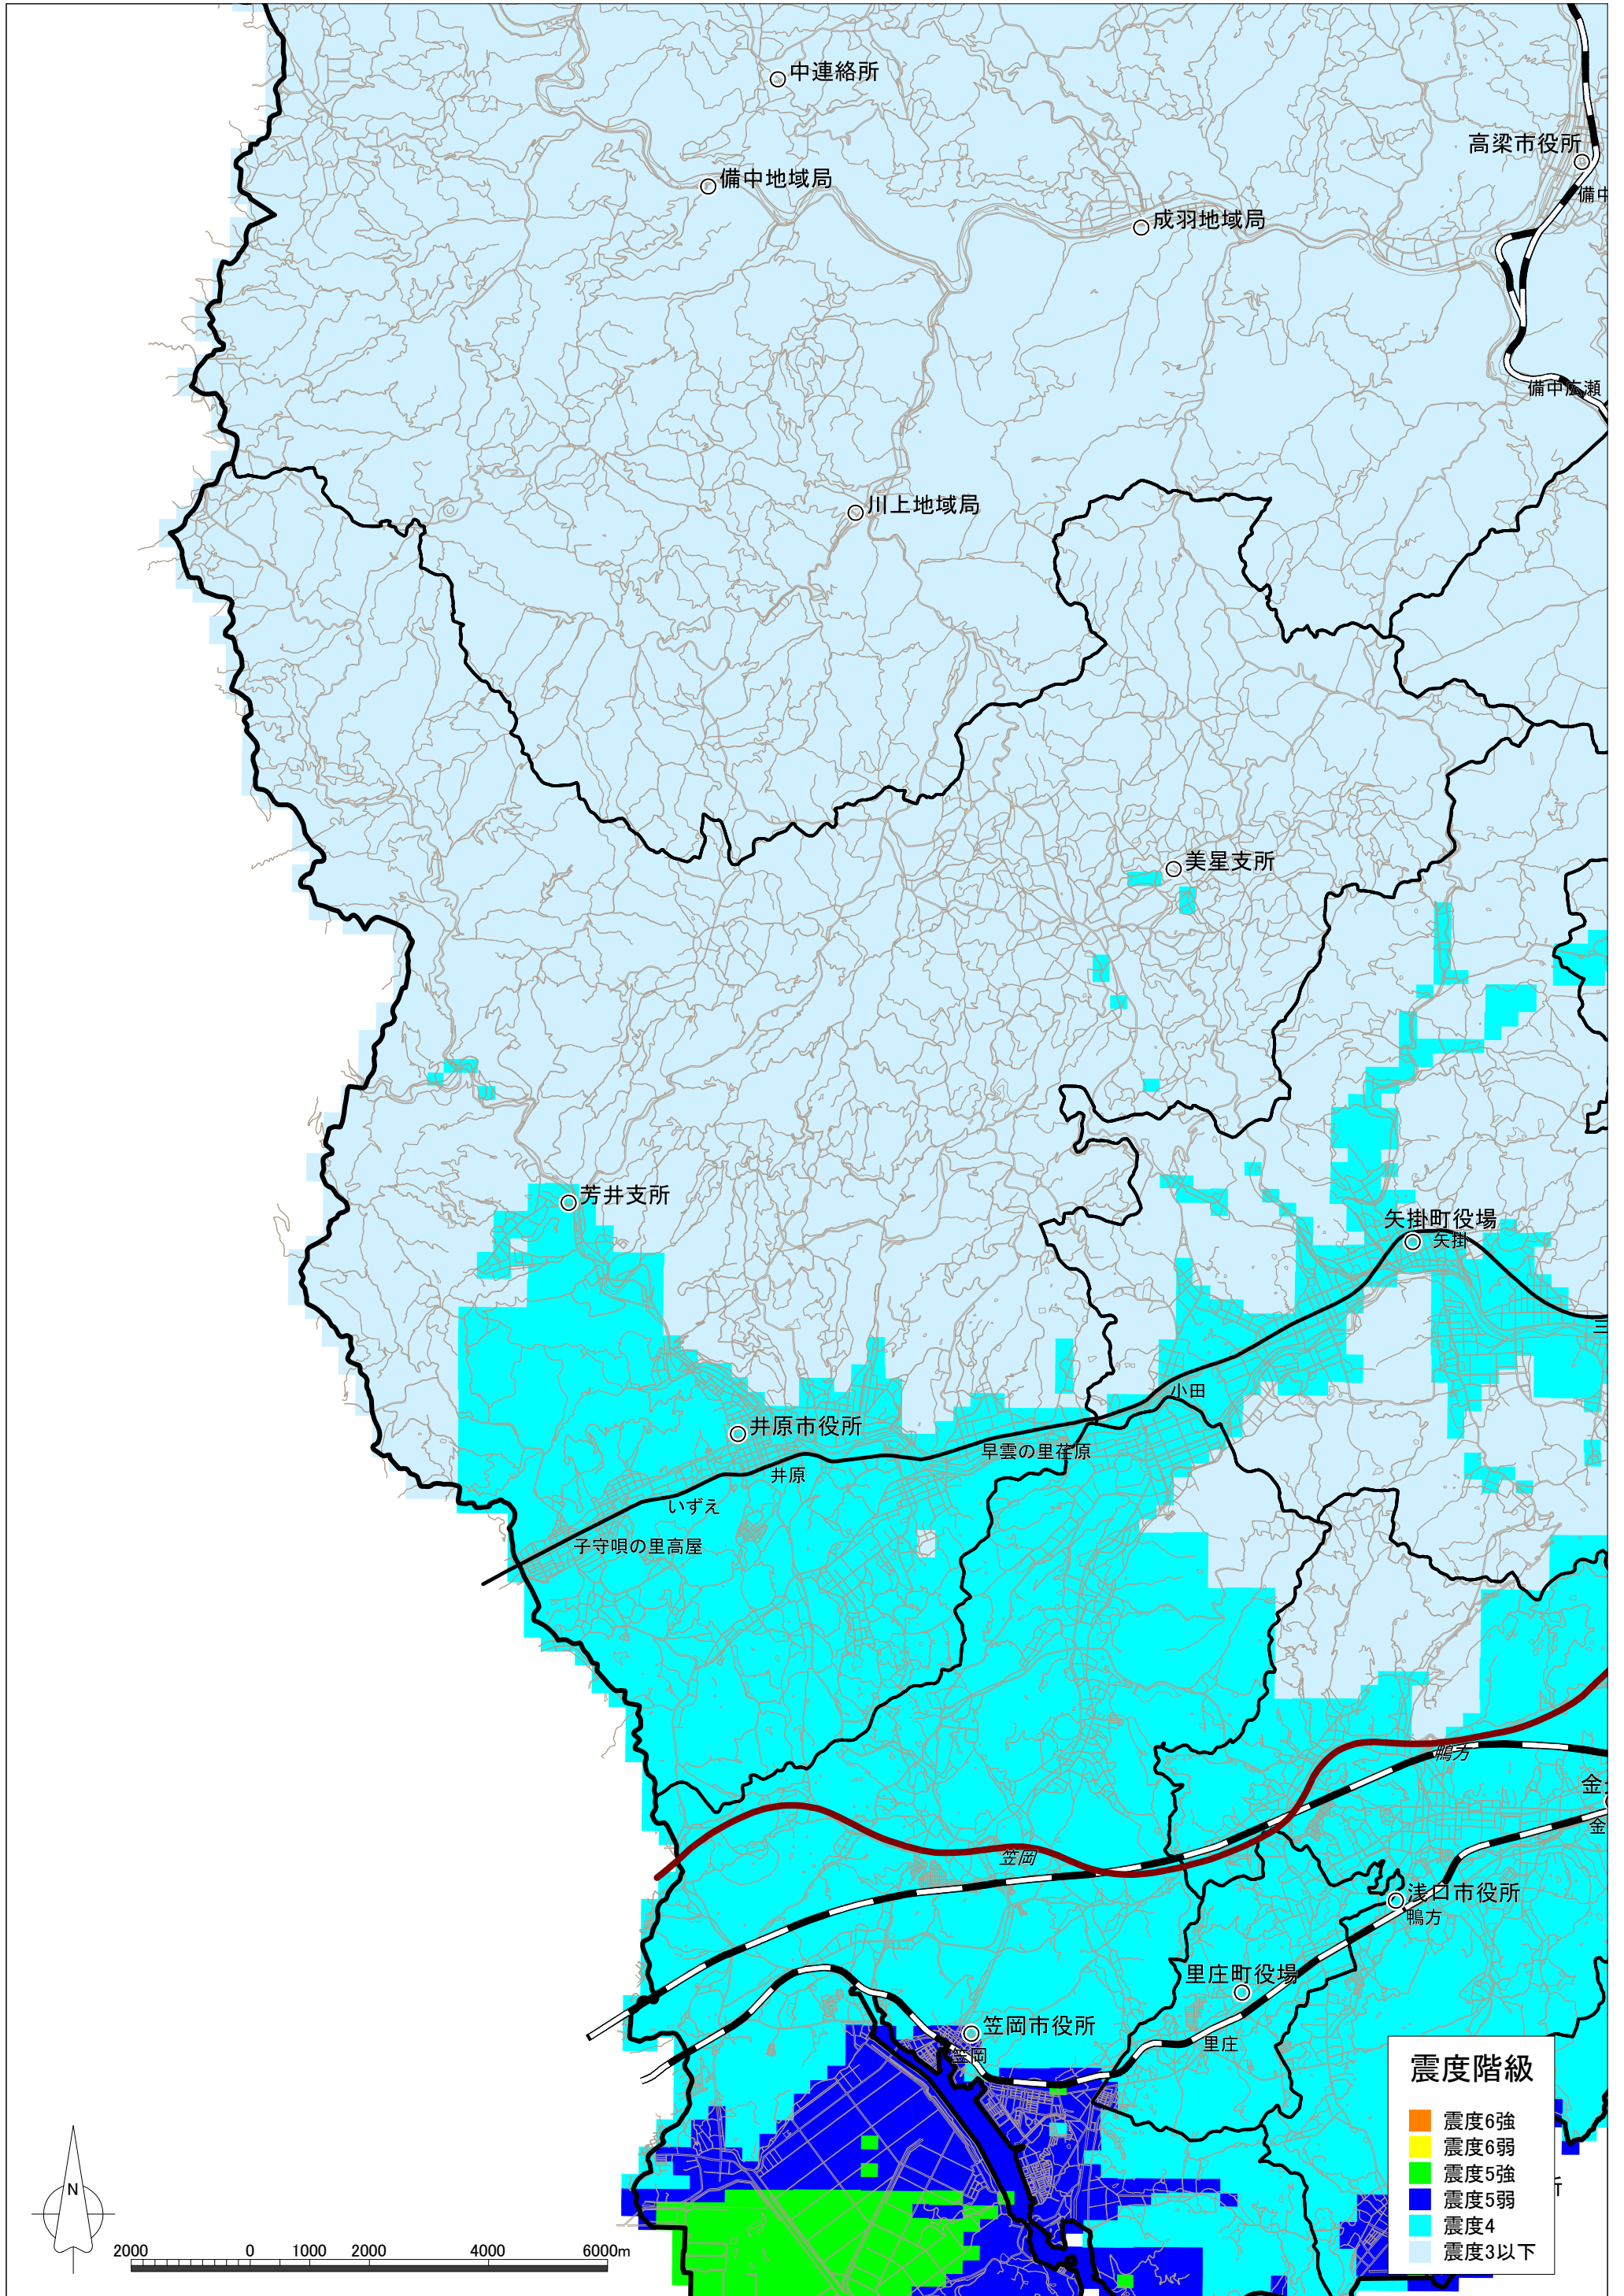 中連絡所
高梁市役所
備中地域局
備中
成羽地域局
備中広瀬
川上地域局
美星支所
芳井支所
矢掛町役場
矢掛
三
小田
井原市役所
早雲の里荏原
井原
いずえ
子守唄の里高屋
鴨方
金
笠岡
金
浅口市役所
鴨方
里庄町役場
笠岡市役所
里庄
笠岡
震度階級
震度6強
震度6弱
震度5強
震度5弱
震度4
震度3以下
所
N
2000 0 1000 2000 4000 6000m